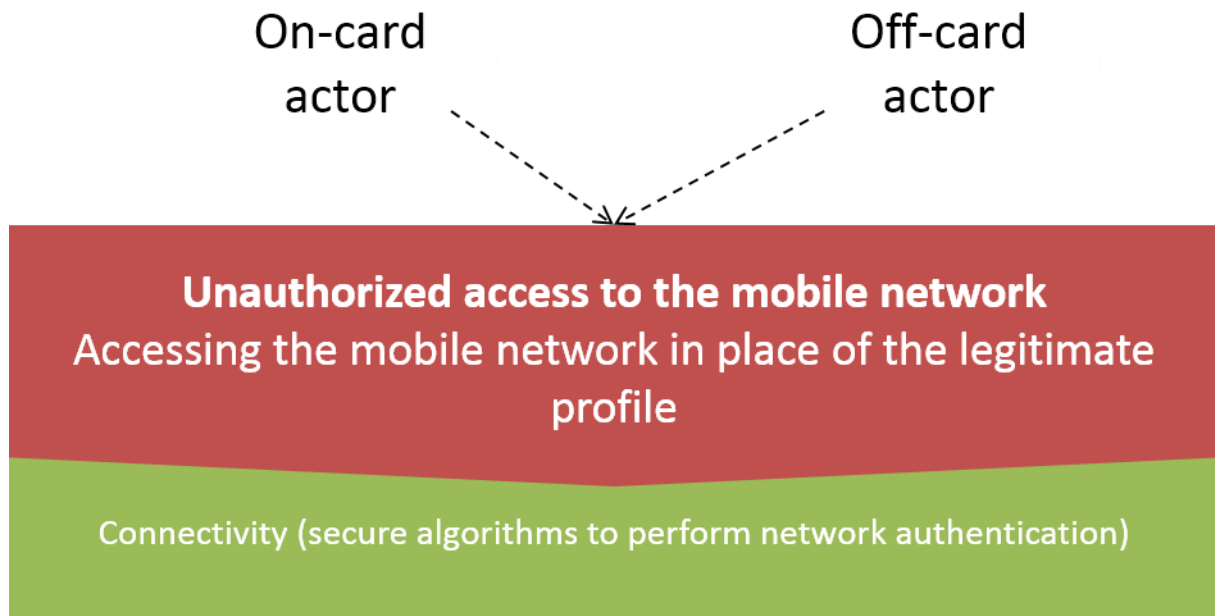 On-card
actor
Off-card
actor
Unauthorized access to the mobile network
Accessing the mobile network in place of the legitimate
profile
Connectivity (secure algorithms to perform network authentication)